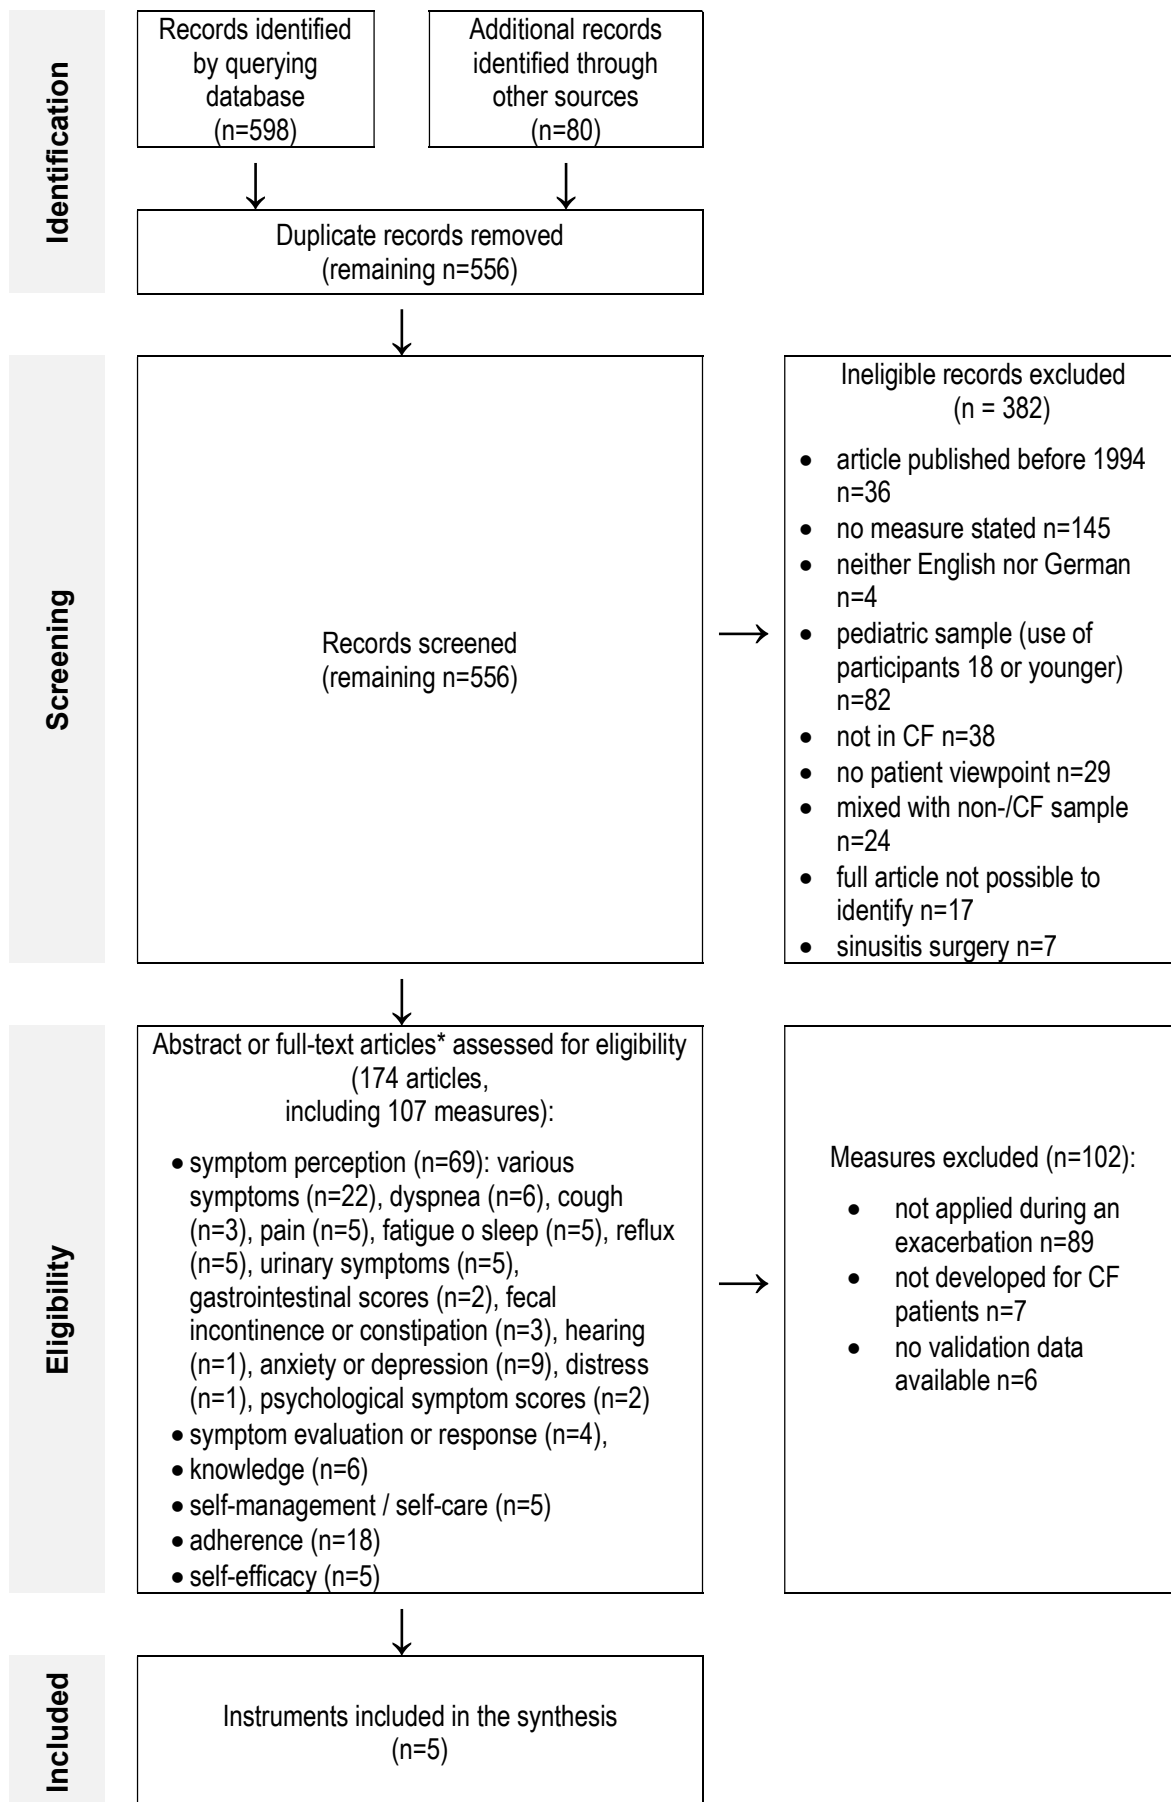 Identification
Records identified
by querying
database
(n=598)
Additional records
identified through
other sources
(n=80)
Duplicate records removed
(remaining n=556)
Screening
Records screened
(remaining n=556)
Ineligible records excluded
(n = 382)
• article published before 1994
n=36
• no measure stated n=145
• neither English nor German
n=4
• pediatric sample (use of
participants 18 or younger)
n=82
• not in CF n=38
• no patient viewpoint n=29
• mixed with non-/CF sample
n=24
• full article not possible to
identify n=17
• sinusitis surgery n=7
Eligibility
Abstract or full-text articles* assessed for eligibility
(174 articles,
including 107 measures):
• symptom perception (n=69): various
symptoms (n=22), dyspnea (n=6), cough
(n=3), pain (n=5), fatigue o sleep (n=5), reflux
(n=5), urinary symptoms (n=5),
gastrointestinal scores (n=2), fecal
incontinence or constipation (n=3), hearing
(n=1), anxiety or depression (n=9), distress
(n=1), psychological symptom scores (n=2)
• symptom evaluation or response (n=4),
• knowledge (n=6)
• self-management / self-care (n=5)
• adherence (n=18)
• self-efficacy (n=5)
Measures excluded (n=102):
• not applied during an
exacerbation n=89
• not developed for CF
patients n=7
• no validation data
available n=6
Included
Instruments included in the synthesis
(n=5)